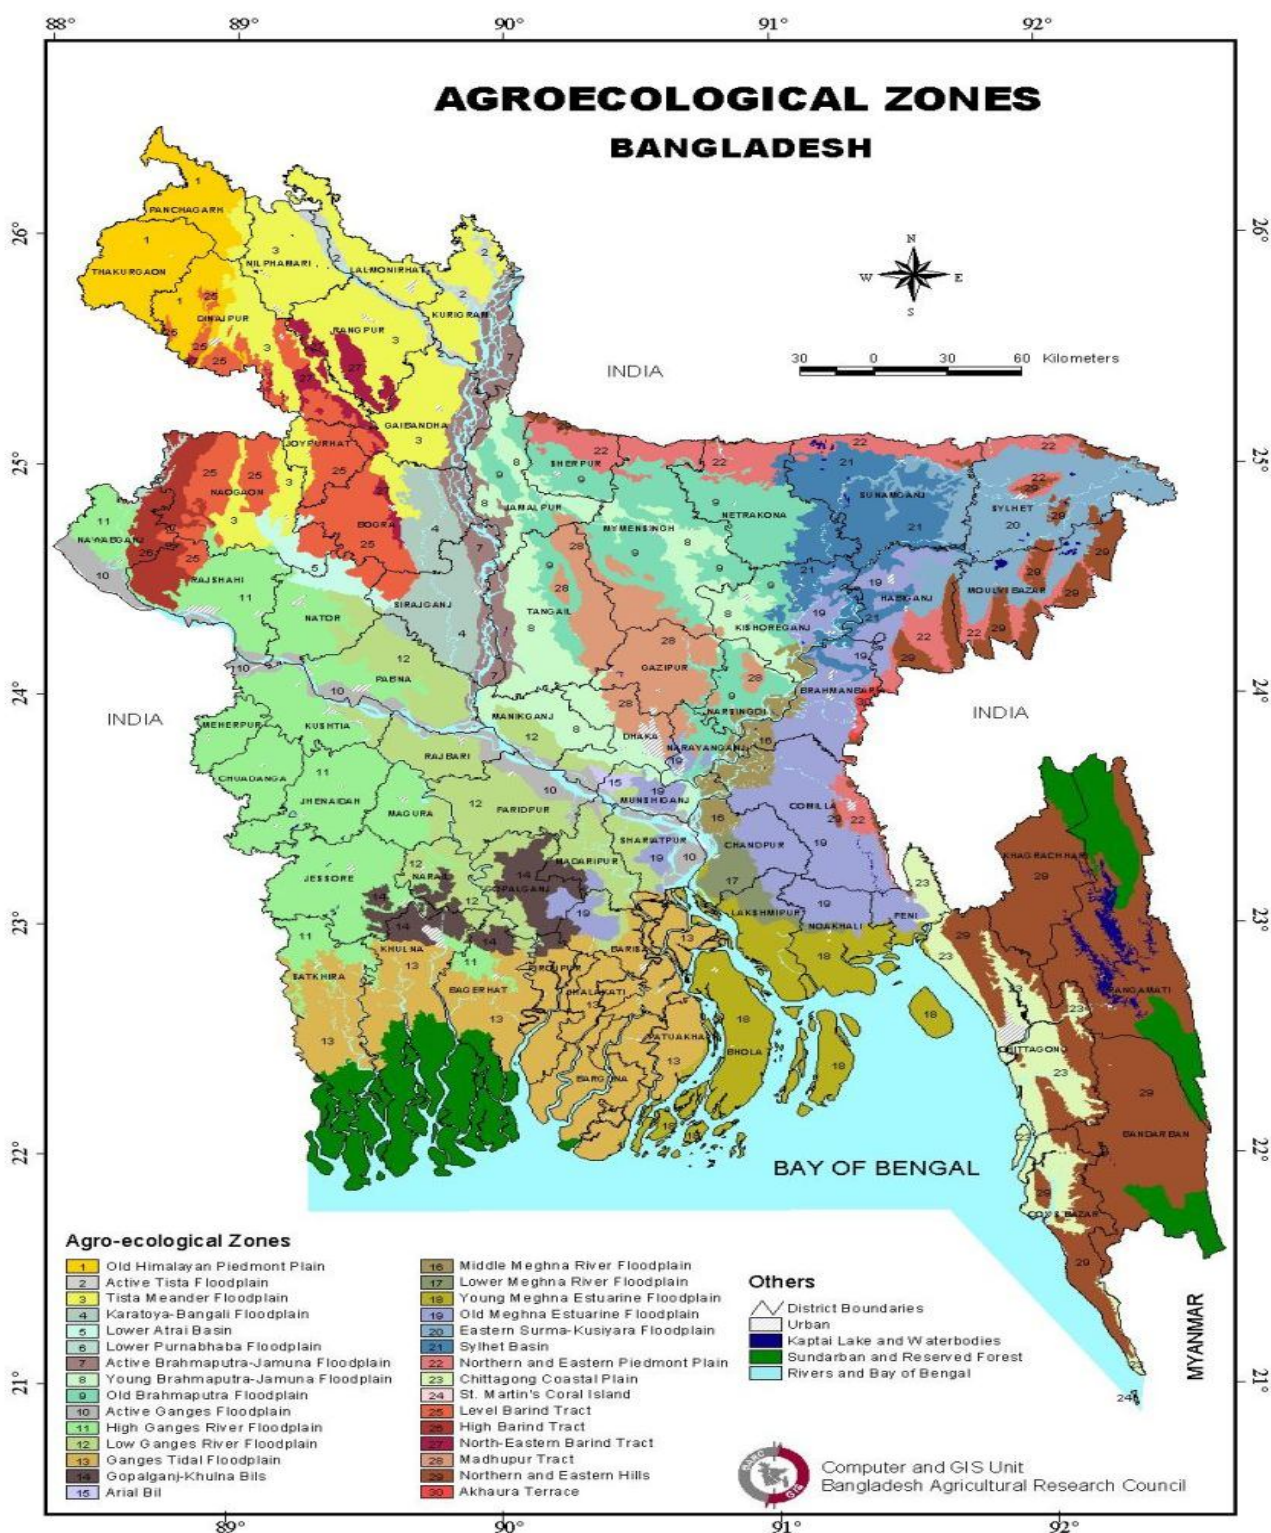 88° 89° 90° 91° 92°
AGROECOLOGICAL ZONES
BANGLADESH
26° 26°
N
W E
S
30 0 30 60 Kilometers
INDIA
PANCHAGARH
THAKURGAON
NILPHAMARI
LALMONIRHAT
DINAJPUR
RANGPUR
KURIGRAM
GAIBANDHA
25° 25°
JOYPURHAT
NAOGAON
BOGRA
NAWABGANJ
RAJSHAHI
NATOR
SIRAJGANJ
PABNA
SHERPUR
JAMALPUR
MYMENSINGH
NETRAKONA
SUNAMGANJ
SYLHET
TANGAIL
KISHOREGANJ
HABIGANJ
MOULVI BAZAR
GAZIPUR
24° 24°
INDIA
INDIA
MEHERPUR
KUSHTIA
CHUADANGA
JHENAIDAH
MAGURA
RAJBARI
MANIKGANJ
DHAKA
NARSINGDI
NARAYANGANJ
BRAHMANBARIA
MUNSHIGANJ
FARIDPUR
COMILLA
SHARIATPUR
CHANDPUR
MADARIPUR
GOPALGANJ
NARAIL
JESSORE
KHAGRACHHARI
23° 23°
LAKSHMIPUR
NOAKHALI
FENI
KHULNA
SATKHIRA
BAGERHAT
BARISAL
PIROJPUR
JHALAKATI
PATUAKHALI
BHOLA
BARGUNA
RANGAMATI
CHITTAGONG
BANDARBAN
22° 22°
BAY OF BENGAL
COX'S BAZAR
MYANMAR
21° 21°
Agro-ecological Zones
1 Old Himalayan Piedmont Plain
2 Active Tista Floodplain
3 Tista Meander Floodplain
4 Karatoya-Bangali Floodplain
5 Lower Atrai Basin
6 Lower Purnabhaba Floodplain
7 Active Brahmaputra-Jamuna Floodplain
8 Young Brahmaputra-Jamuna Floodplain
9 Old Brahmaputra Floodplain
10 Active Ganges Floodplain
11 High Ganges River Floodplain
12 Low Ganges River Floodplain
13 Ganges Tidal Floodplain
14 Gopalganj-Khulna Bils
15 Arial Bil
16 Middle Meghna River Floodplain
17 Lower Meghna River Floodplain
18 Young Meghna Estuarine Floodplain
19 Old Meghna Estuarine Floodplain
20 Eastern Surma-Kusiyara Floodplain
21 Sylhet Basin
22 Northern and Eastern Piedmont Plain
23 Chittagong Coastal Plain
24 St. Martin's Coral Island
25 Level Barind Tract
26 High Barind Tract
27 North-Eastern Barind Tract
28 Madhupur Tract
29 Northern and Eastern Hills
30 Akhaura Terrace
Others
District Boundaries
Urban
Kaptai Lake and Waterbodies
Sundarban and Reserved Forest
Rivers and Bay of Bengal
BARC
GIS
Computer and GIS Unit
Bangladesh Agricultural Research Council
89° 90° 91° 92°